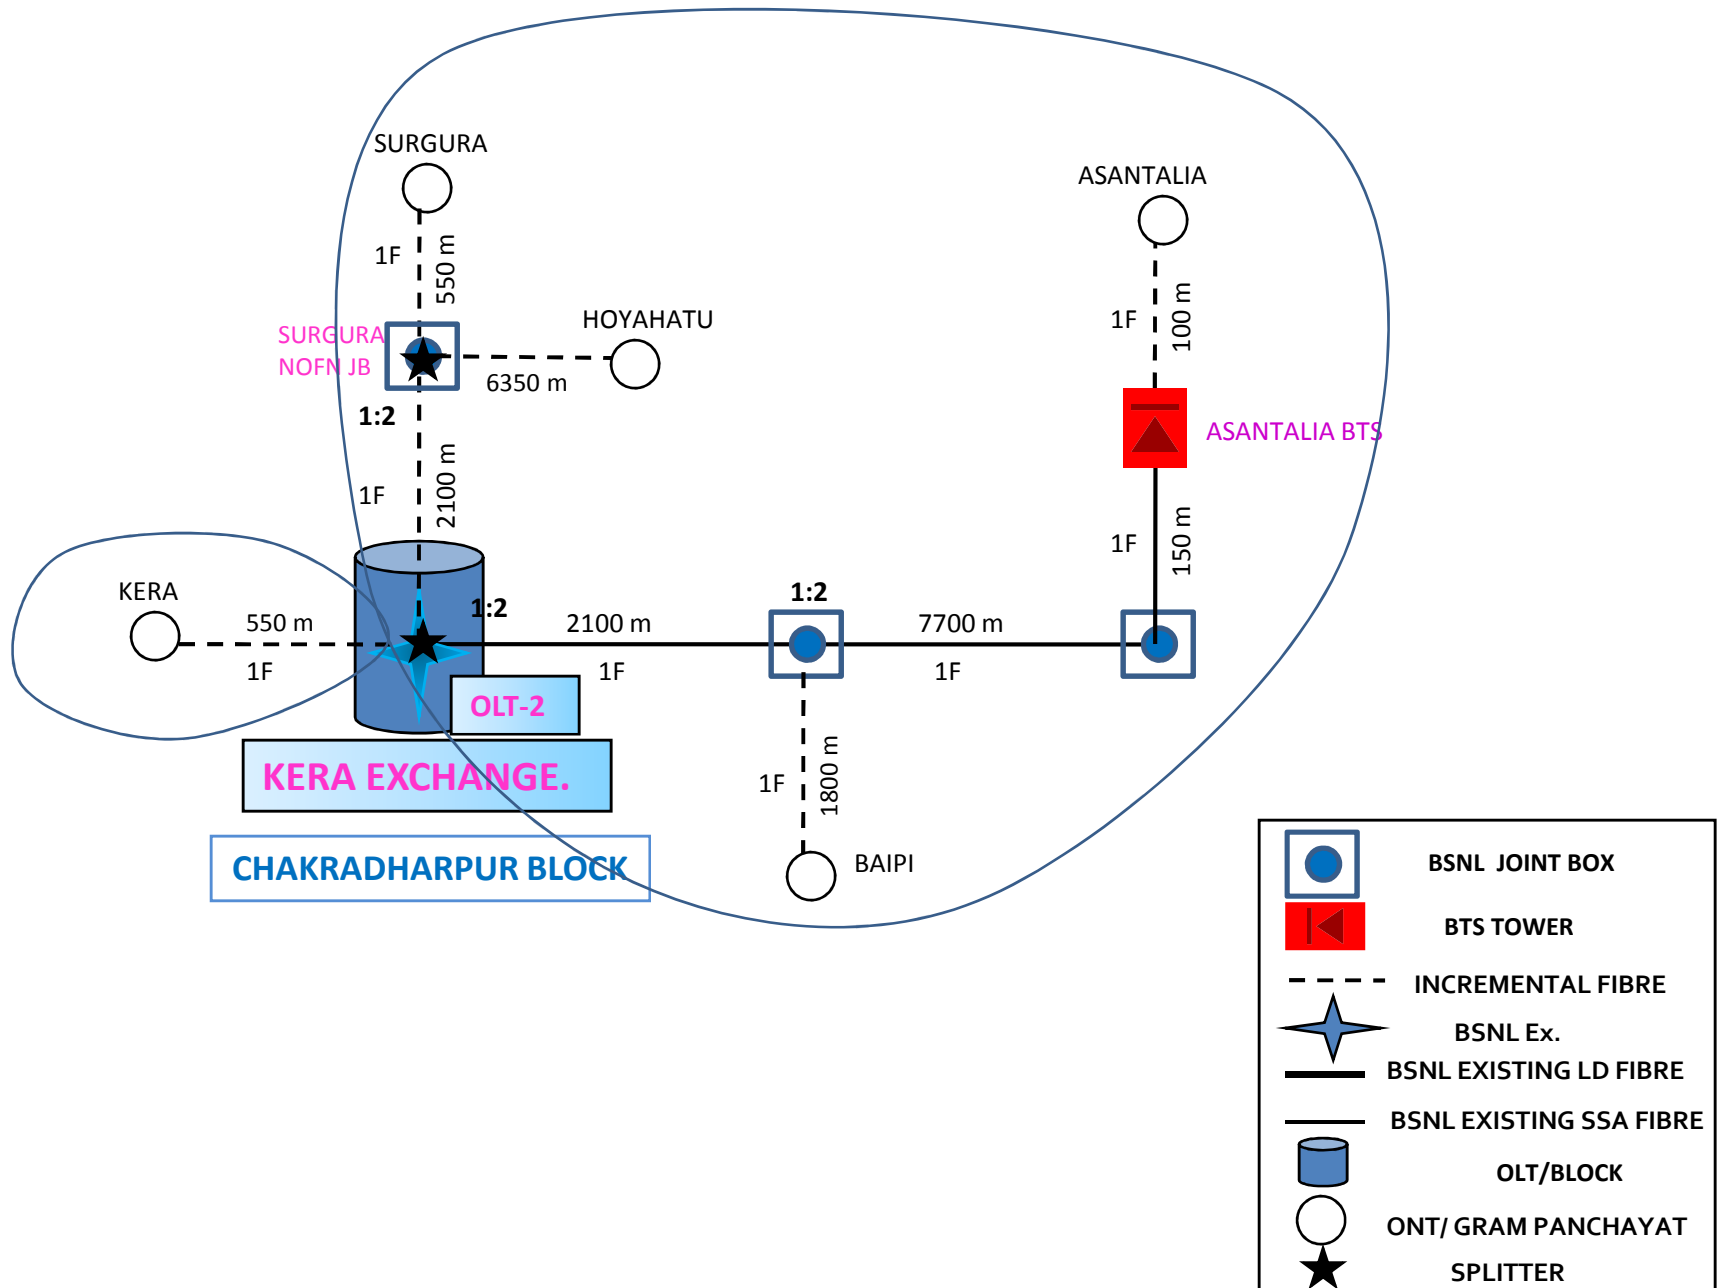 SURGURA
ASANTALIA
1F
550 m
1F
100 m
HOYAHATU
SURGURA
NOFN JB
6350 m
1:2
ASANTALIA BTS
1F
2100 m
1F
150 m
KERA
550 m
1F
1:2
2100 m
1F
1:2
7700 m
1F
OLT-2
KERA EXCHANGE.
1F
1800 m
CHAKRADHARPUR BLOCK
BAIPI
BSNL JOINT BOX
BTS TOWER
INCREMENTAL FIBRE
BSNL Ex.
BSNL EXISTING LD FIBRE
BSNL EXISTING SSA FIBRE
OLT/BLOCK
ONT/ GRAM PANCHAYAT
SPLITTER